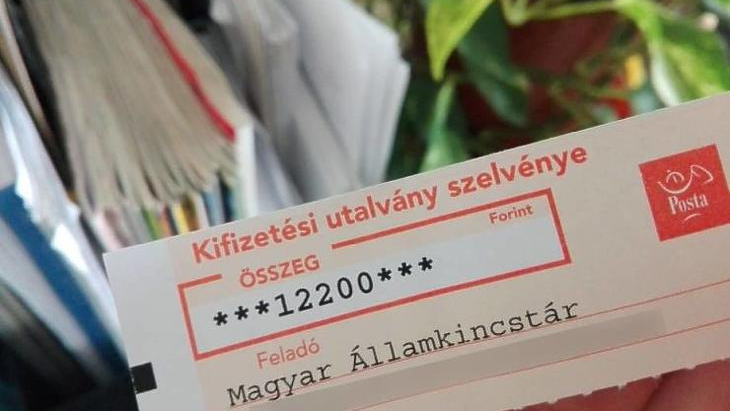 Kifizetési utalvány szelvénye
ÖSSZEG
Forint
***12200***
Posta
Feladó
Magyar Államkincstár